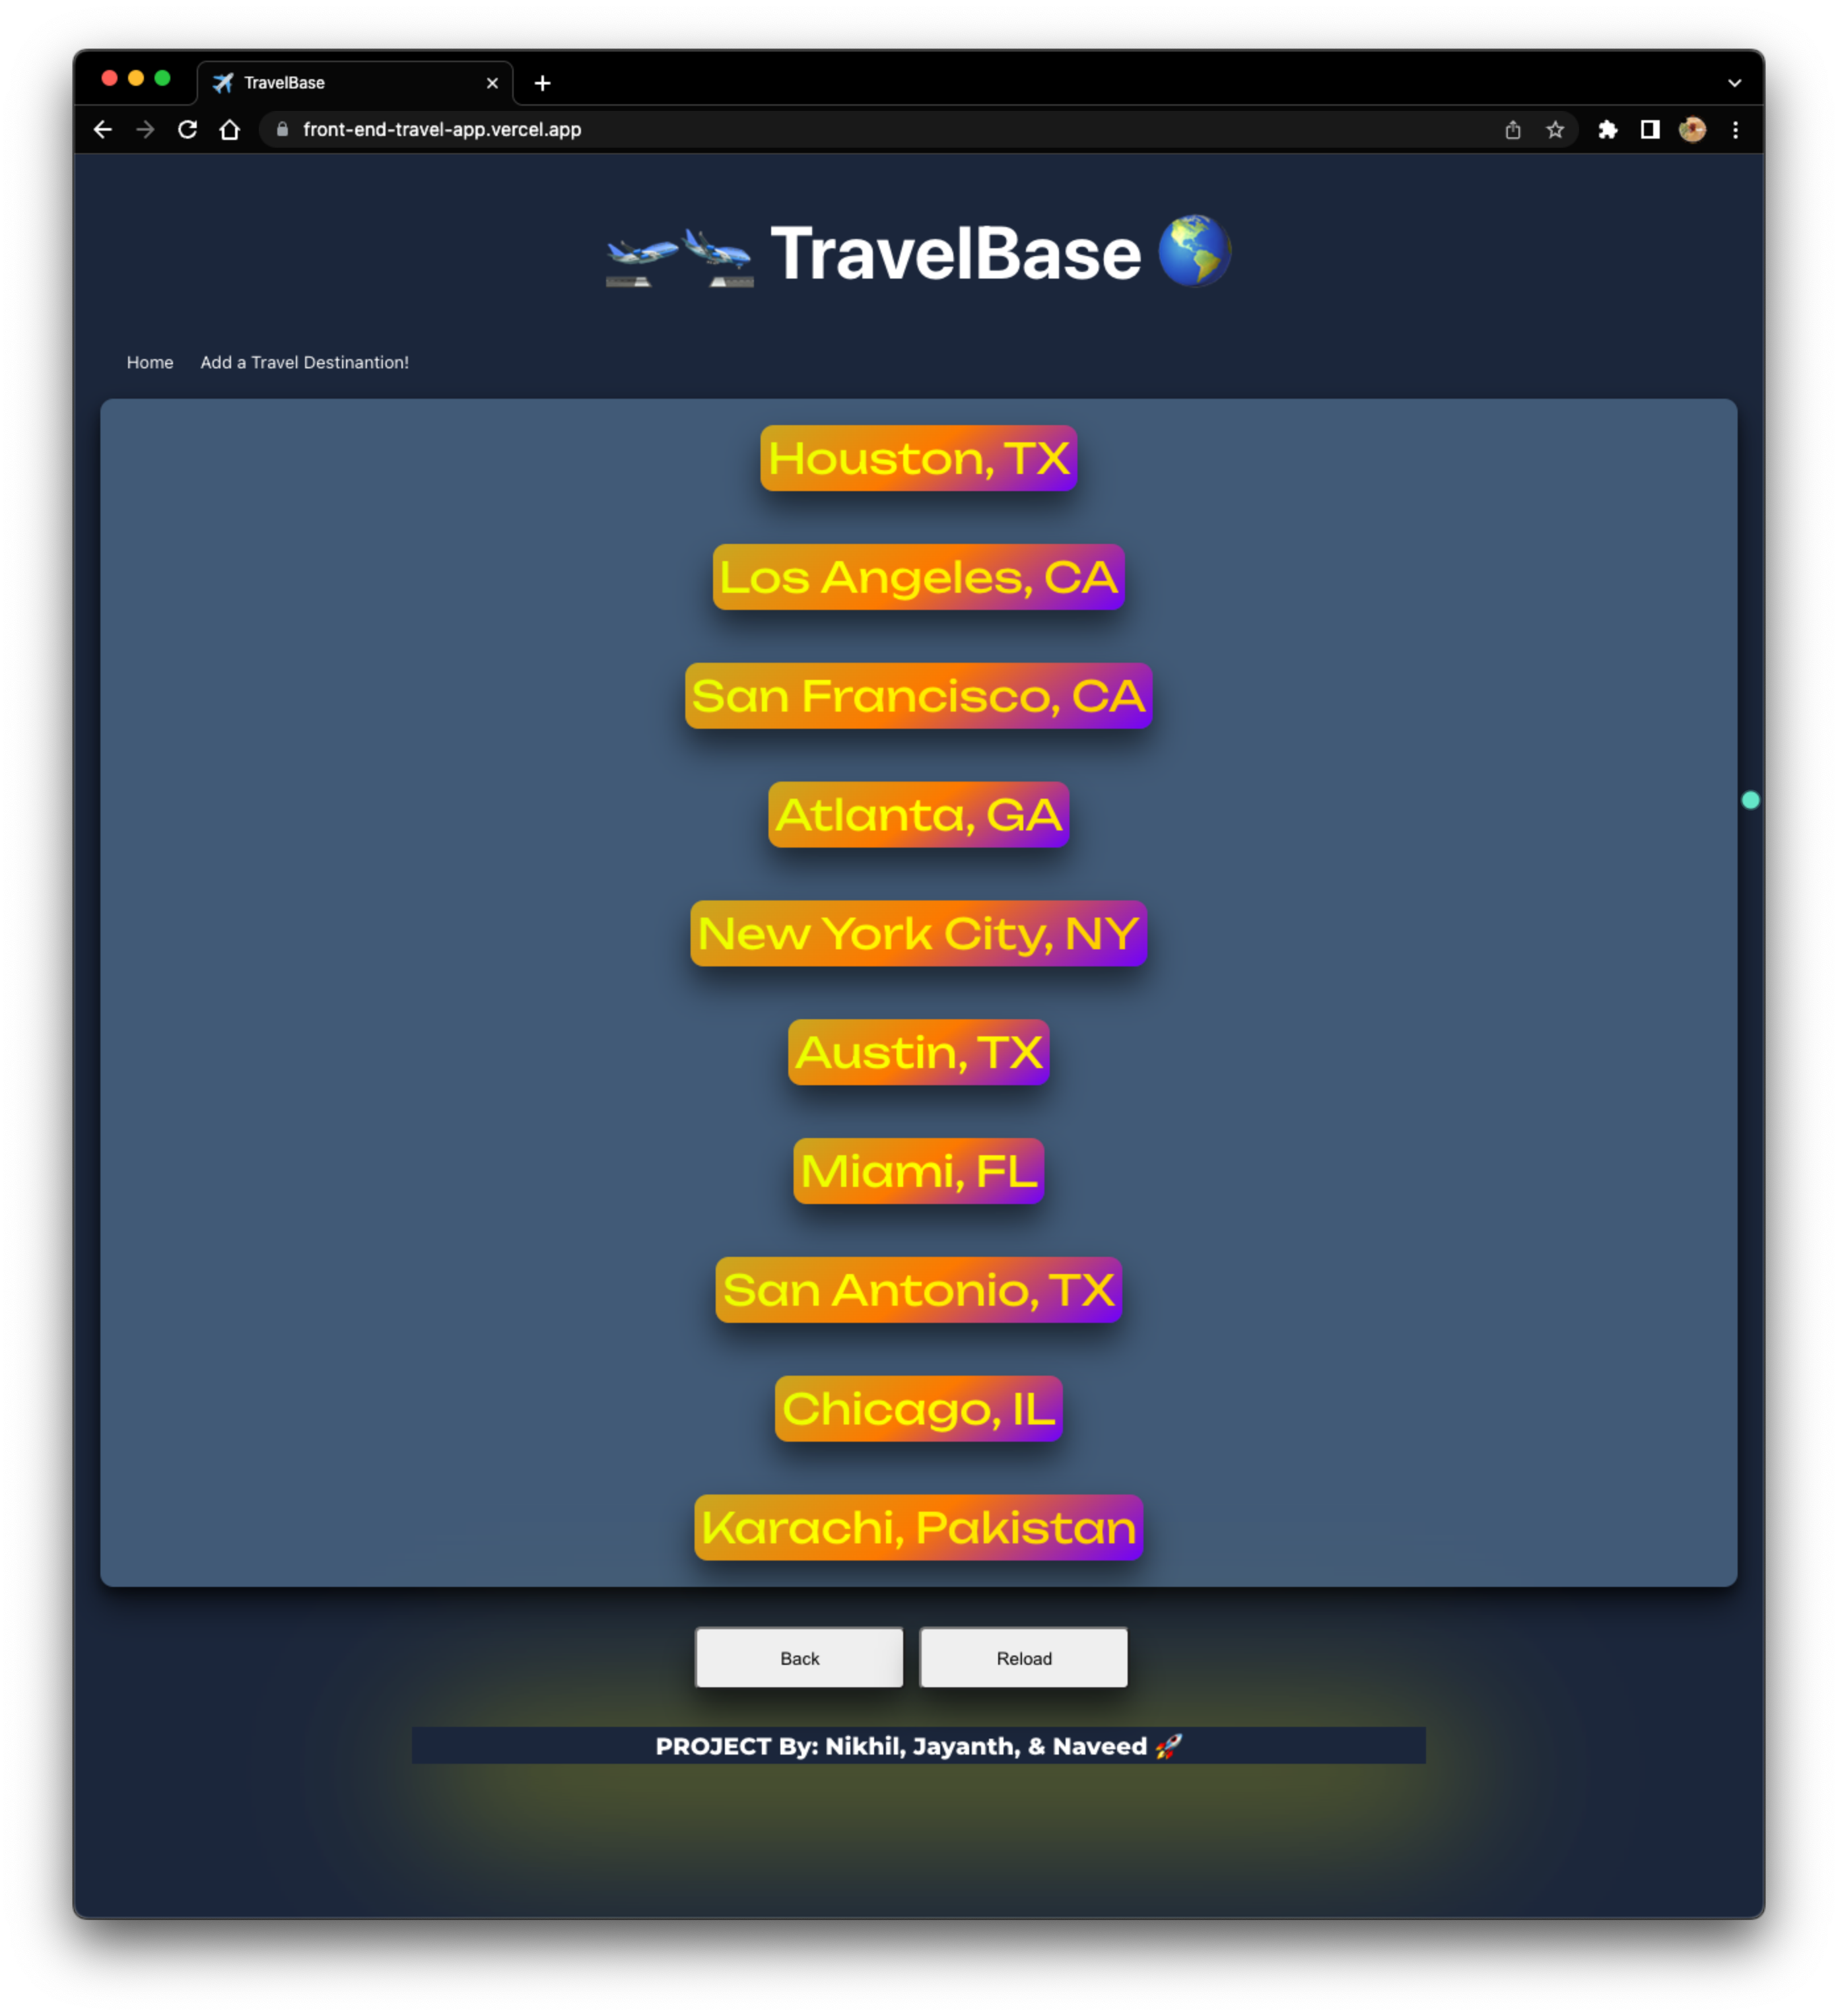 TravelBase
front-end-travel-app.vercel.app
🛫🛬 TravelBase 🌎
Home Add a Travel Destinantion!
Houston, TX
Los Angeles, CA
San Francisco, CA
Atlanta, GA
New York City, NY
Austin, TX
Miami, FL
San Antonio, TX
Chicago, IL
Karachi, Pakistan
Back Reload
PROJECT By: Nikhil, Jayanth, & Naveed 🚀